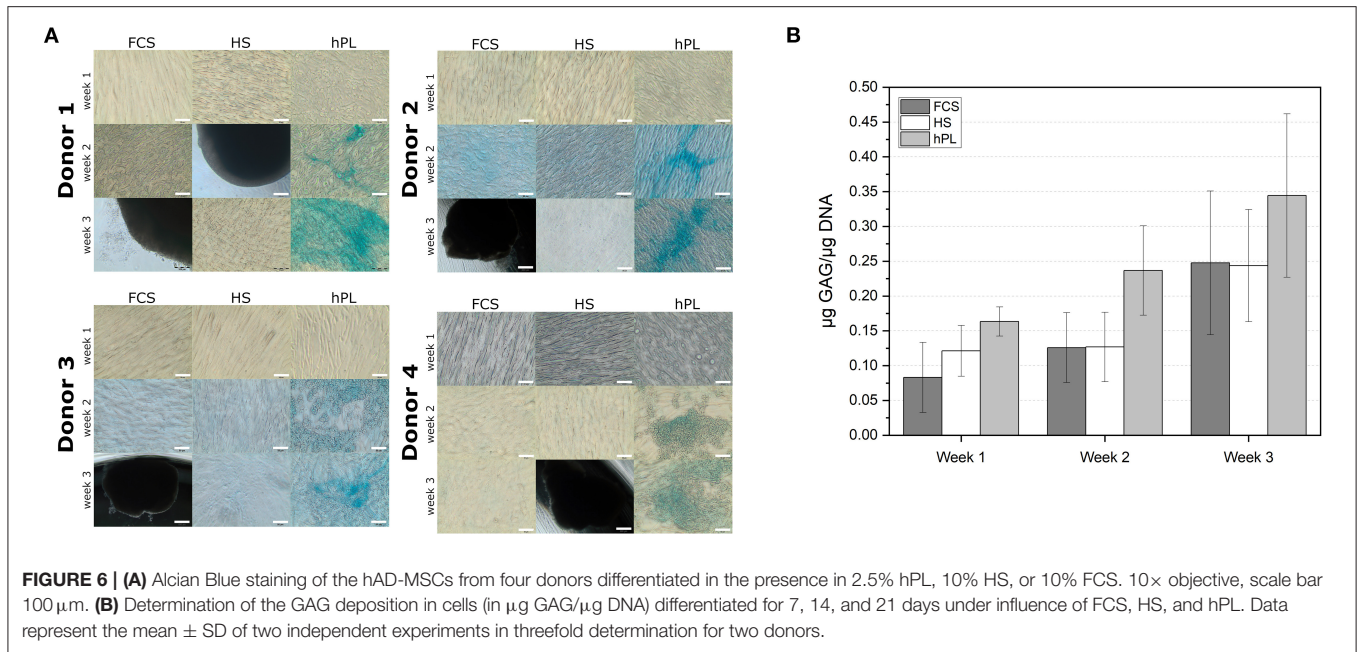 A
FCS HS hPL
Donor 1
week 1
week 2
week 3
FCS HS hPL
Donor 2
week 1
week 2
week 3
FCS HS hPL
Donor 3
week 1
week 2
week 3
FCS HS hPL
Donor 4
week 1
week 2
week 3
B
FCS
HS
hPL
µg GAG/µg DNA
0.50
0.45
0.40
0.35
0.30
0.25
0.20
0.15
0.10
0.05
0.00
Week 1 Week 2 Week 3
FIGURE 6 | (A) Alcian Blue staining of the hAD-MSCs from four donors differentiated in the presence in 2.5% hPL, 10% HS, or 10% FCS. 10× objective, scale bar
100 µm. (B) Determination of the GAG deposition in cells (in µg GAG/µg DNA) differentiated for 7, 14, and 21 days under influence of FCS, HS, and hPL. Data
represent the mean ± SD of two independent experiments in threefold determination for two donors.